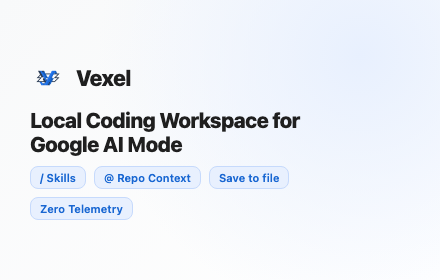 Vexel
Local Coding Workspace for
Google AI Mode
/ Skills
@ Repo Context
Save to file
Zero Telemetry